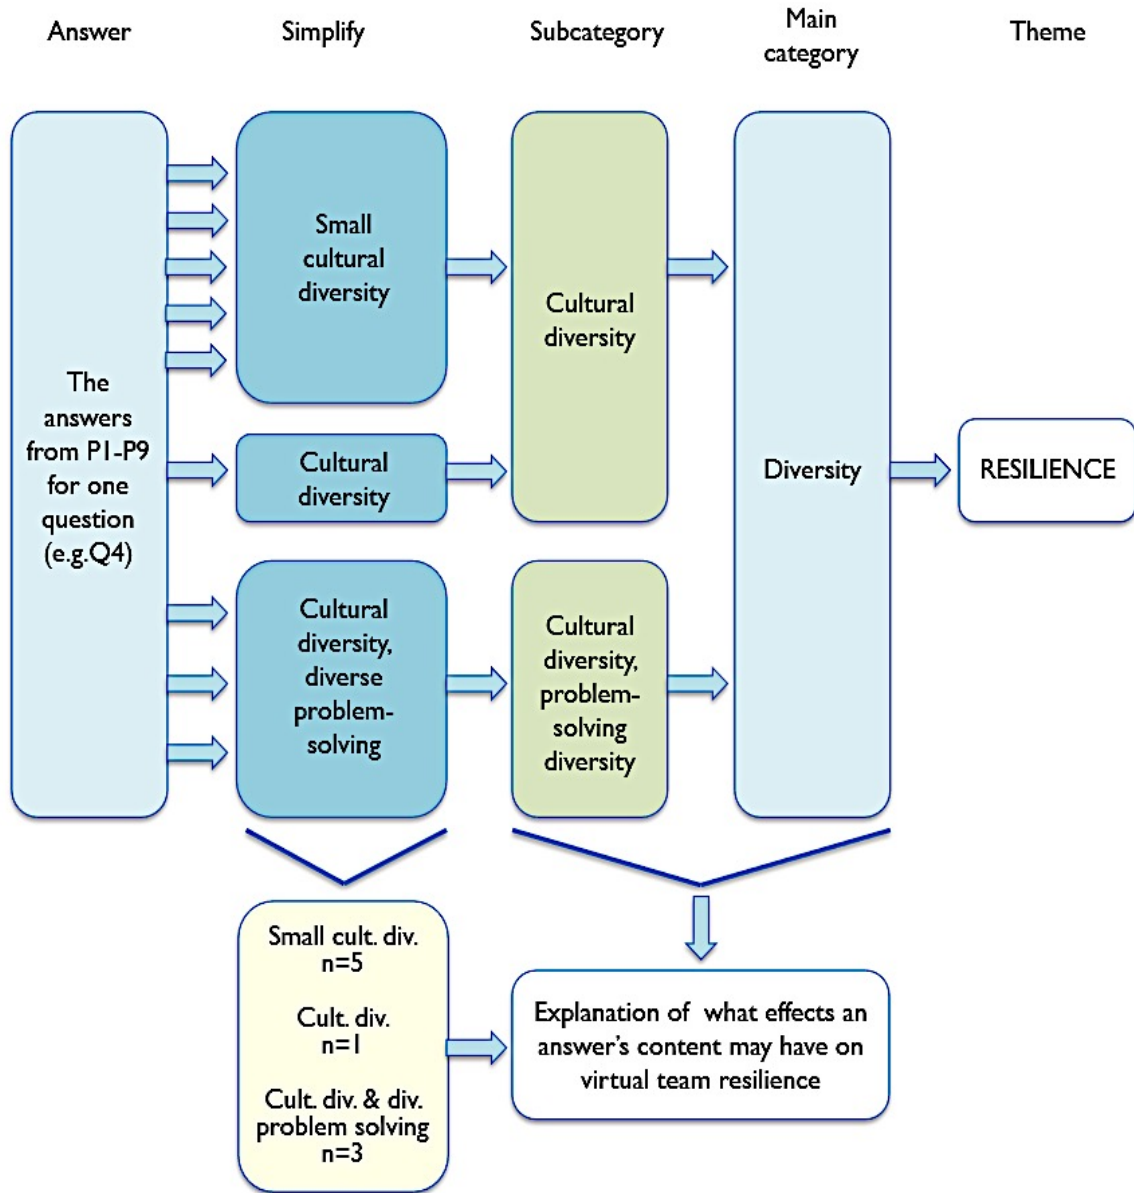 Answer
Simplify
Subcategory
Main
category
Theme
The
answers
from P1-P9
for one
question
(e.g.Q4)
Small
cultural
diversity
Cultural
diversity
Cultural
diversity,
diverse
problem-
solving
Cultural
diversity
Cultural
diversity,
problem-
solving
diversity
Diversity
RESILIENCE
Small cult. div.
n=5
Cult. div.
n=1
Cult. div. & div.
problem solving
n=3
Explanation of what effects an
answer's content may have on
virtual team resilience